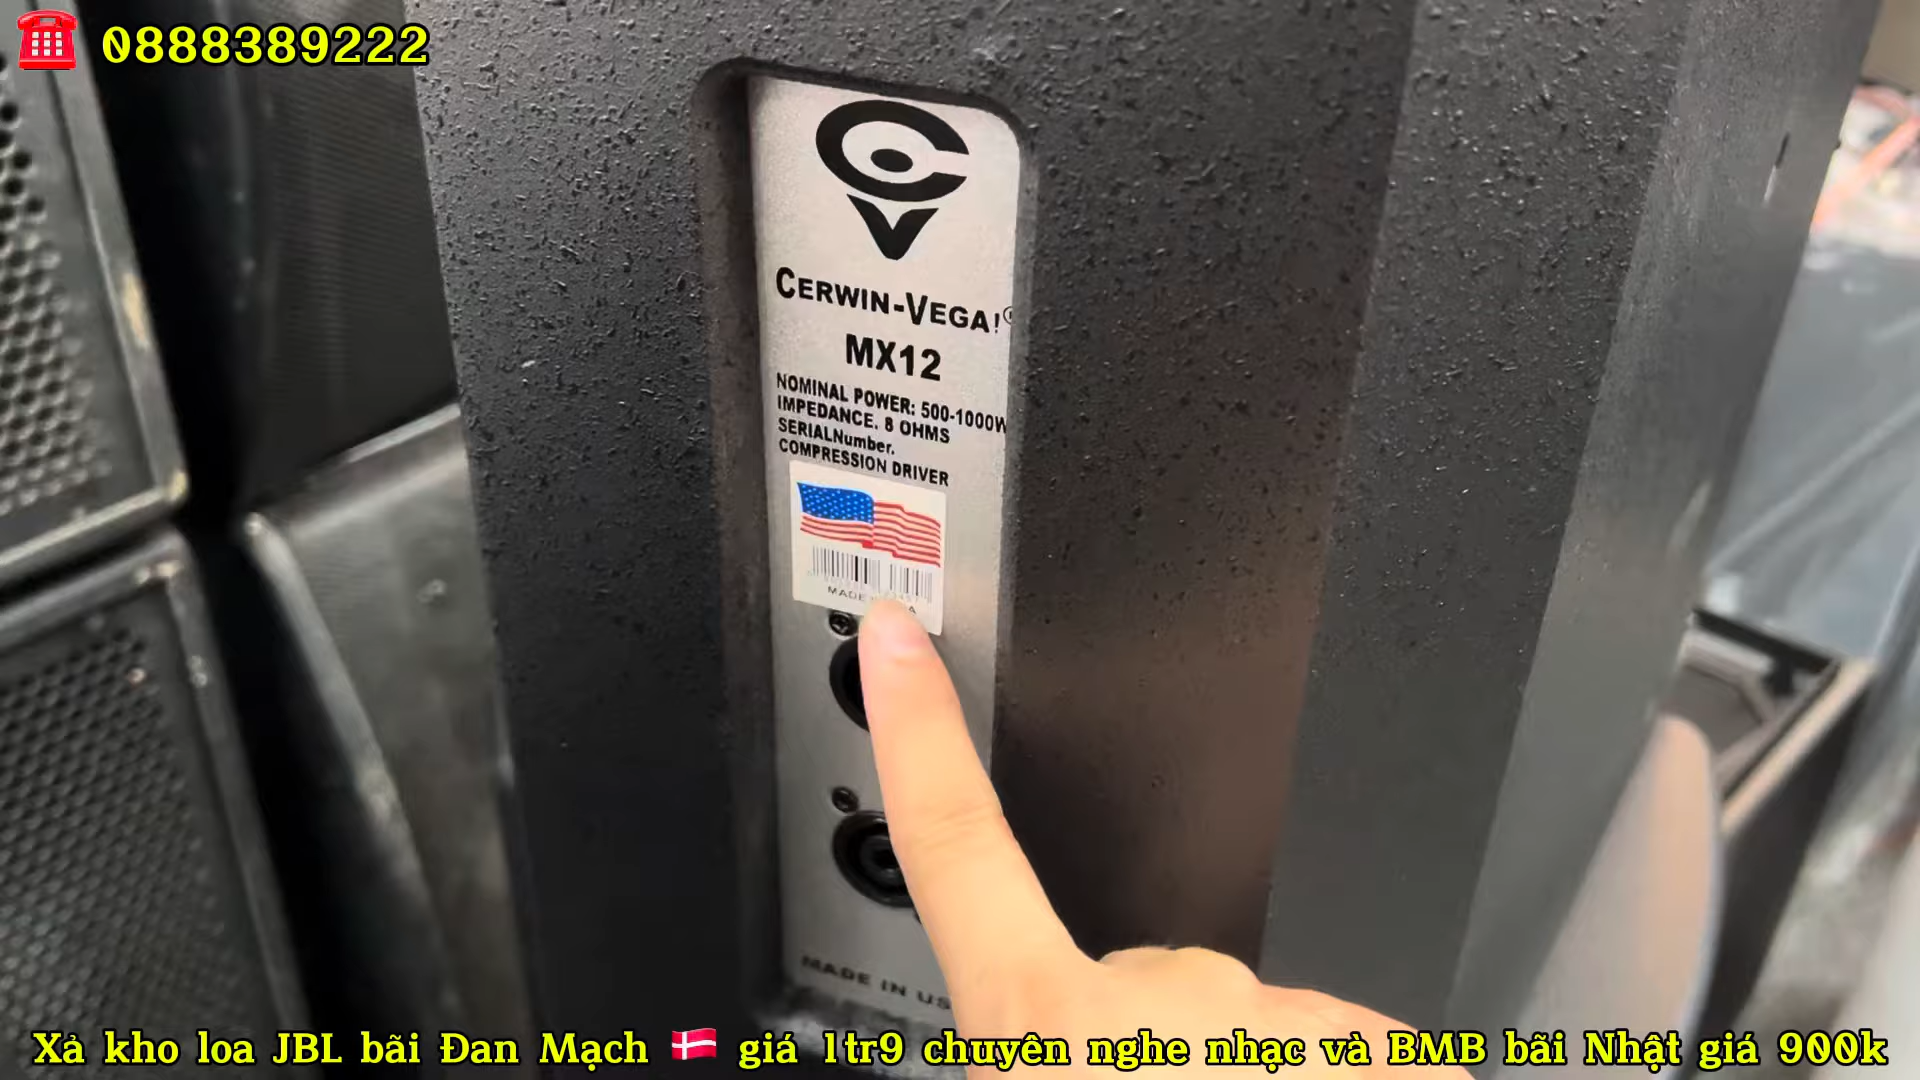 0888389222
CERWIN-VEGA!®
MX12
NOMINAL POWER: 500-1000W
IMPEDANCE. 8 OHMS
SERIALNumber.
COMPRESSION DRIVER
MADE
MADE IN US
Xả kho loa JBL bãi Đan Mạch 🇩🇰 giá 1tr9 chuyên nghe nhạc và BMB bãi Nhật giá 900k